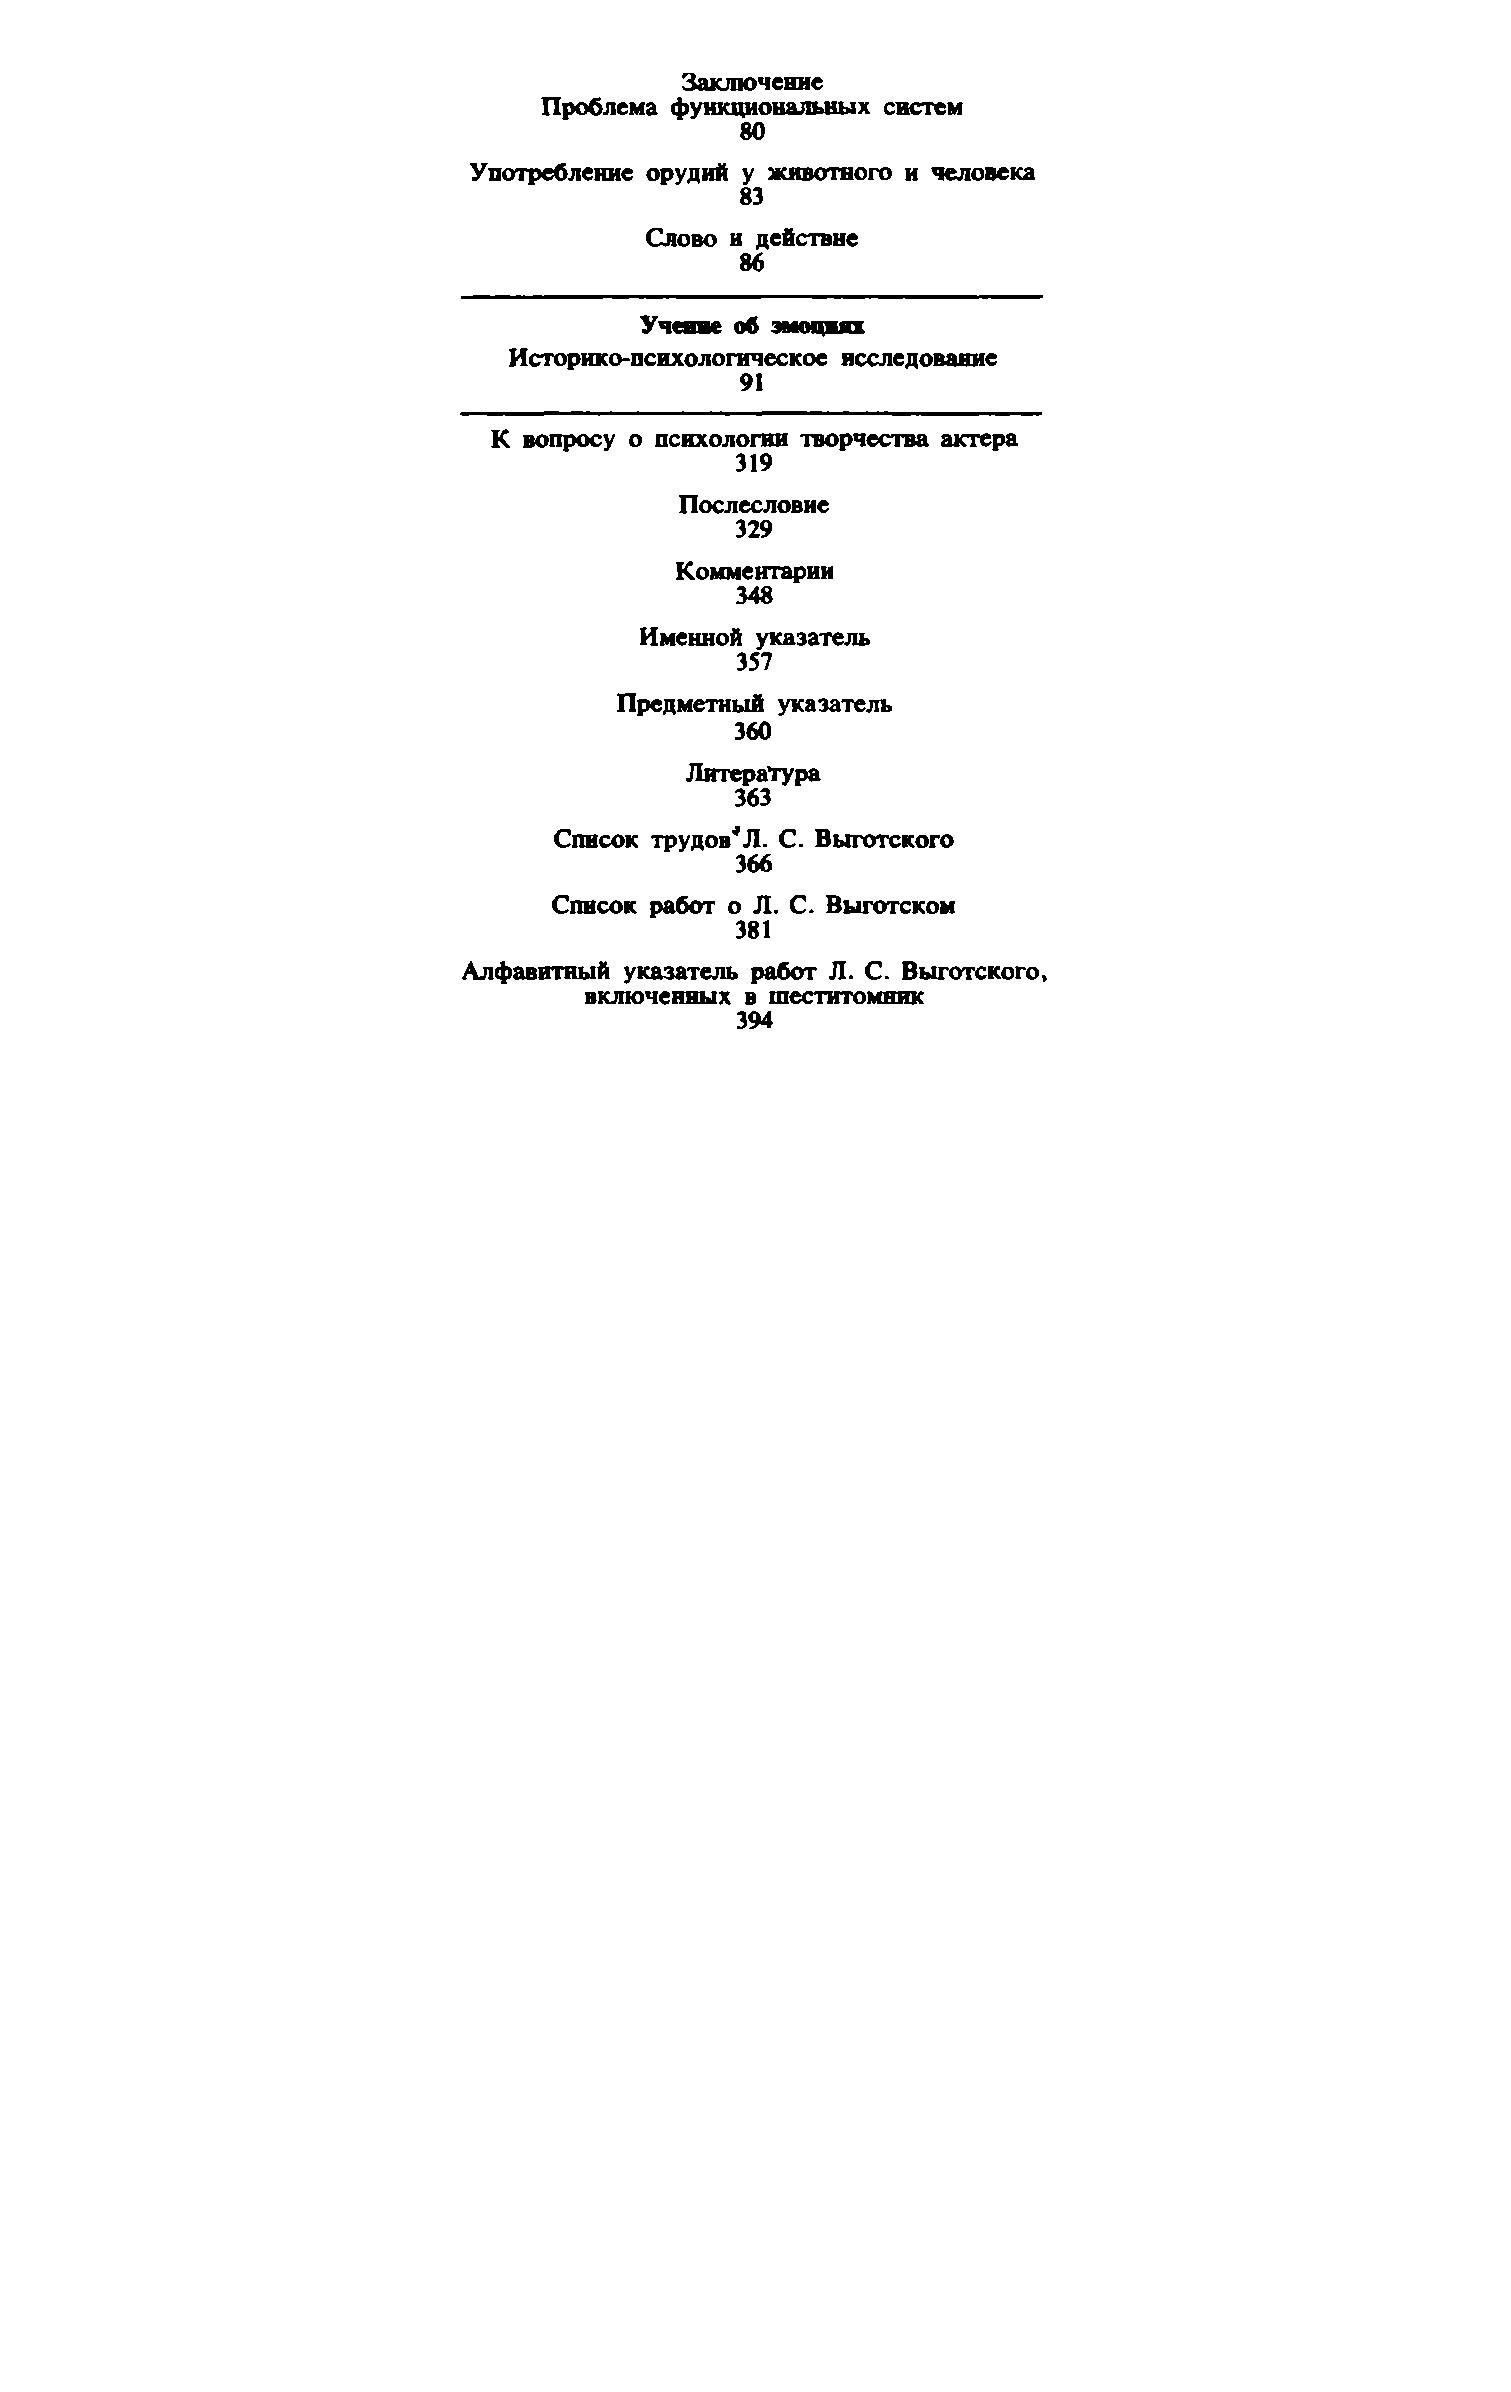 Заключение
Проблема функциональных систем
80
Употребление орудий у животного и человека
83
Слово и действие
86
Учение об эмоциях
Историко-психологическое исследование
91
К вопросу о психологии творчества актера
319
Послесловие
329
Комментарии
348
Именной указатель
357
Предметный указатель
360
Литература
363
Список трудов Л. С. Выготского
366
Список работ о Л. С. Выготском
381
Алфавитный указатель работ Л. С. Выготского,
включенных в шеститомник
394